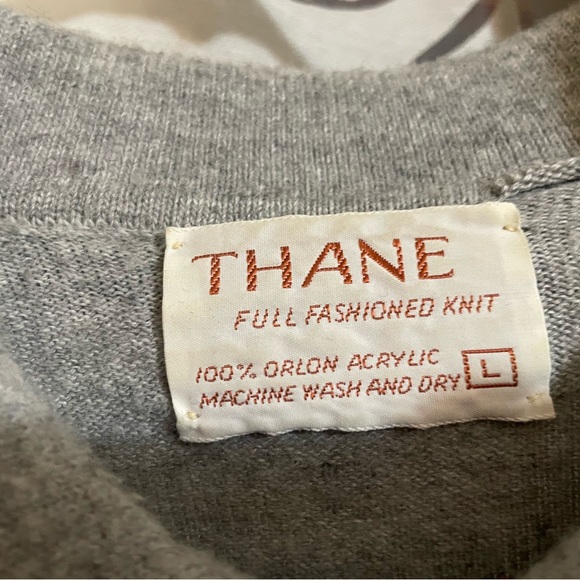 THANE
FULL FASHIONED KNIT
100% ORLON ACRYLIC
MACHINE WASH AND DRY L